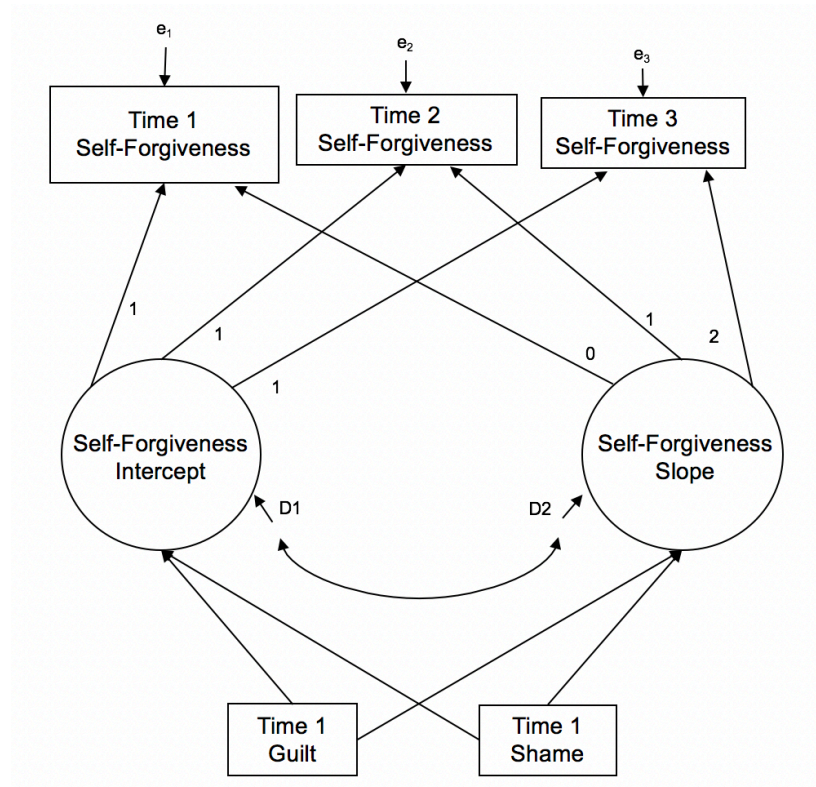 e₁
e₂
e₃
Time 1
Self-Forgiveness
Time 2
Self-Forgiveness
Time 3
Self-Forgiveness
1
1
1
0
1
2
Self-Forgiveness
Intercept
Self-Forgiveness
Slope
D1
D2
Time 1
Guilt
Time 1
Shame